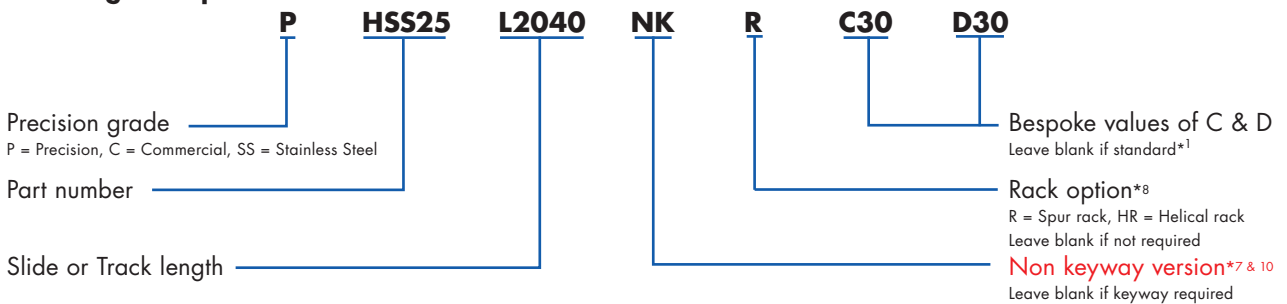 P HSS25 L2040 NK R C30 D30
Precision grade
P = Precision, C = Commercial, SS = Stainless Steel
Part number
Slide or Track length
Bespoke values of C & D
Leave blank if standard*1
Rack option*8
R = Spur rack, HR = Helical rack
Leave blank if not required
Non keyway version*7 & 10
Leave blank if keyway required